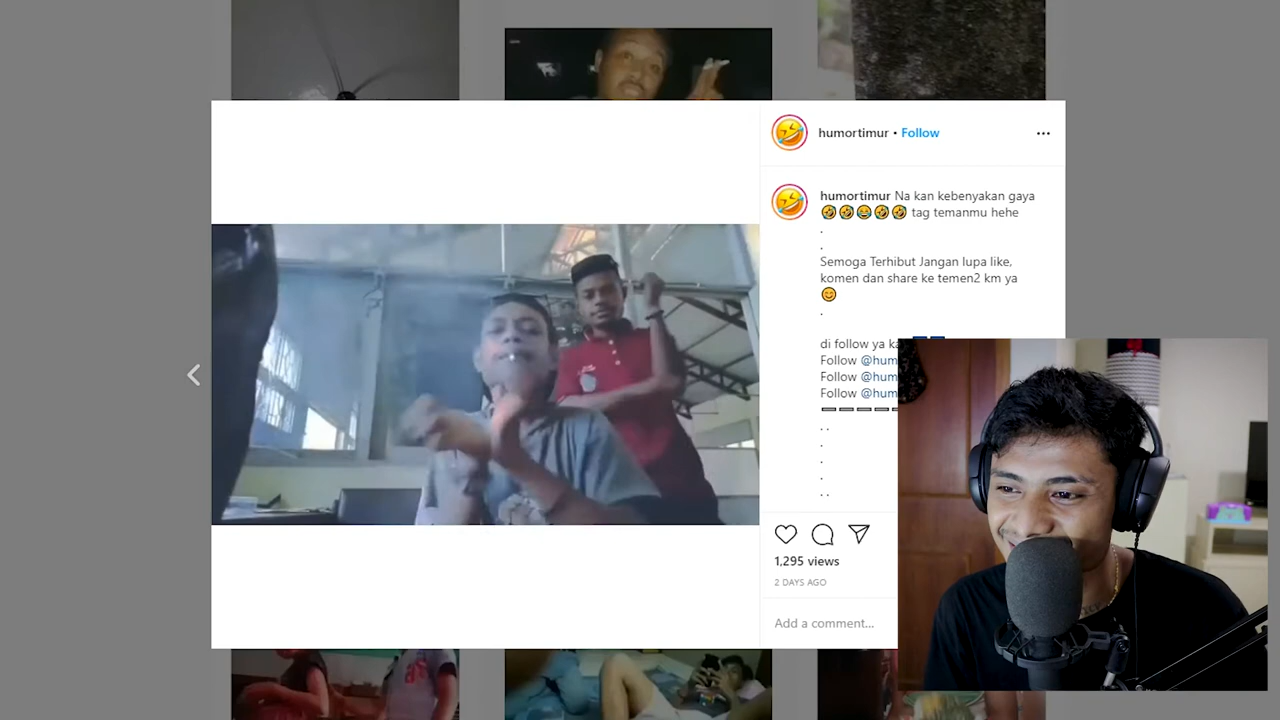 humortimur • Follow
humortimur Na kan kebenyakan gaya
🤣🤣😂🤣🤣 tag temanmu hehe
.
.
Semoga Terhibut Jangan lupa like,
komen dan share ke temen2 km ya
😊
.
di follow ya ka
Follow @hum
Follow @hum
Follow @hum
. .
.
.
.
. .
1,295 views
2 DAYS AGO
Add a comment...